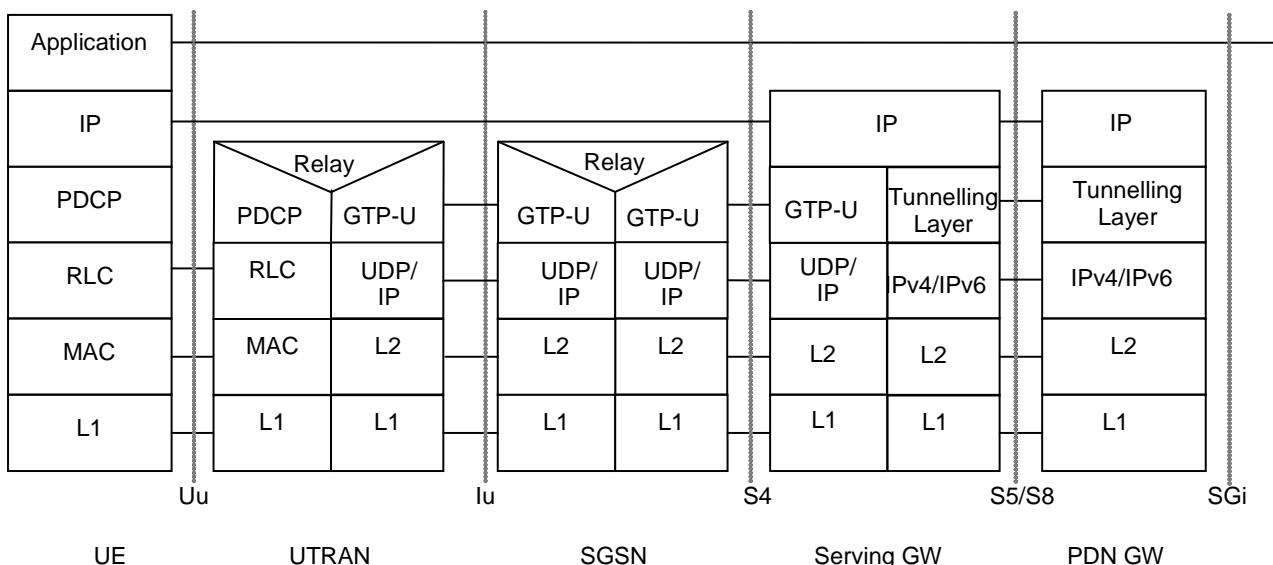 Application
IP
IP
IP
Relay
Relay
PDCP
PDCP
GTP-U
GTP-U
GTP-U
GTP-U
Tunnelling
Layer
Tunnelling
Layer
RLC
RLC
UDP/
IP
UDP/
IP
UDP/
IP
UDP/
IP
IPv4/IPv6
IPv4/IPv6
MAC
MAC
L2
L2
L2
L2
L2
L2
L1
L1
L1
L1
L1
L1
L1
L1
Uu
Iu
S4
S5/S8
SGi
UE
UTRAN
SGSN
Serving GW
PDN GW